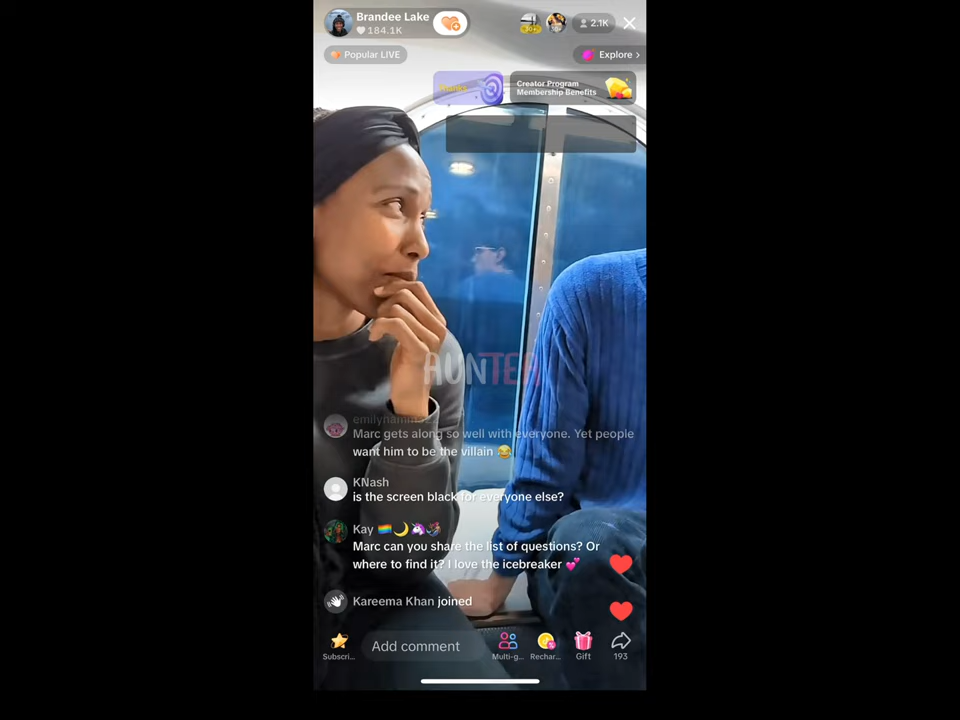 Brandee Lake
184.1K
2.1K
Popular LIVE
Explore >
Creator Program
Membership Benefits
AUNTEA
Marc gets along so well with everyone. Yet people
want him to be the villain 😂
KNash
is the screen black for everyone else?
Kay 🏳️‍🌈🌙🦄
Marc can you share the list of questions? Or
where to find it? I love the icebreaker 💕
Kareema Khan joined
Add comment
Subscri...
Multi-g...
Rechar...
Gift
193